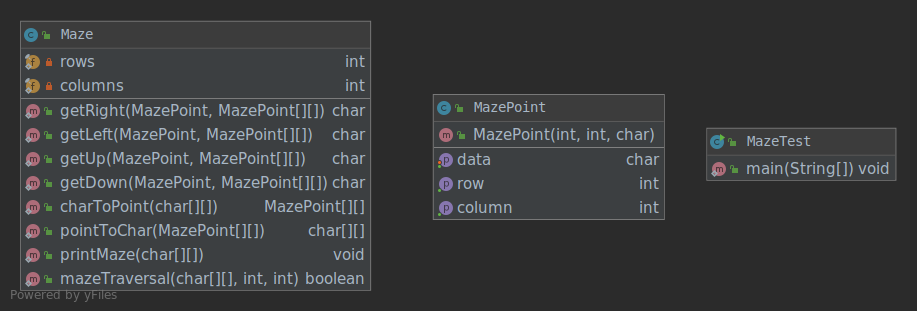 Maze
rows int
columns int
getRight(MazePoint, MazePoint[][]) char
getLeft(MazePoint, MazePoint[][]) char
getUp(MazePoint, MazePoint[][]) char
getDown(MazePoint, MazePoint[][]) char
charToPoint(char[][]) MazePoint[][]
pointToChar(MazePoint[][]) char[][]
printMaze(char[][]) void
mazeTraversal(char[][], int, int) boolean
MazePoint
MazePoint(int, int, char)
data char
row int
column int
MazeTest
main(String[]) void
Powered by yFiles